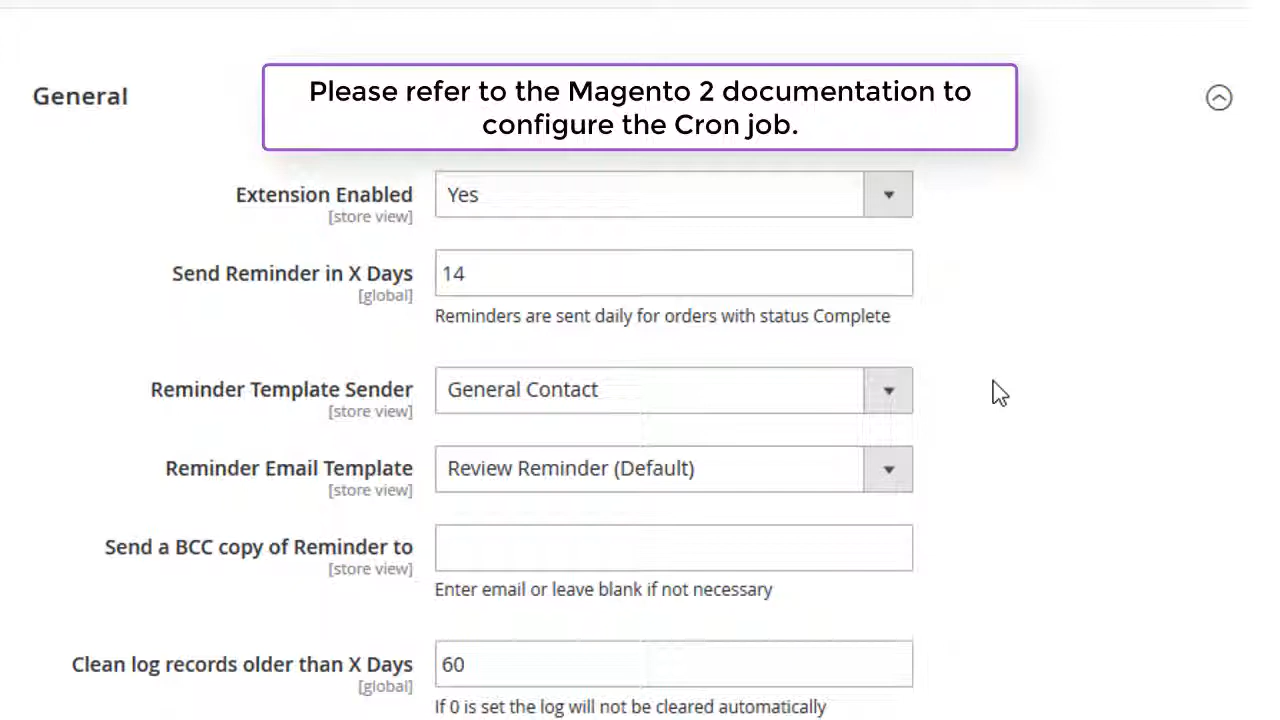 Please refer to the Magento 2 documentation to
configure the Cron job.
General
Extension Enabled
[store view]
Yes
Send Reminder in X Days
[global]
14
Reminders are sent daily for orders with status Complete
Reminder Template Sender
[store view]
General Contact
Reminder Email Template
[store view]
Review Reminder (Default)
Send a BCC copy of Reminder to
[store view]
Enter email or leave blank if not necessary
Clean log records older than X Days
[global]
60
If 0 is set the log will not be cleared automatically